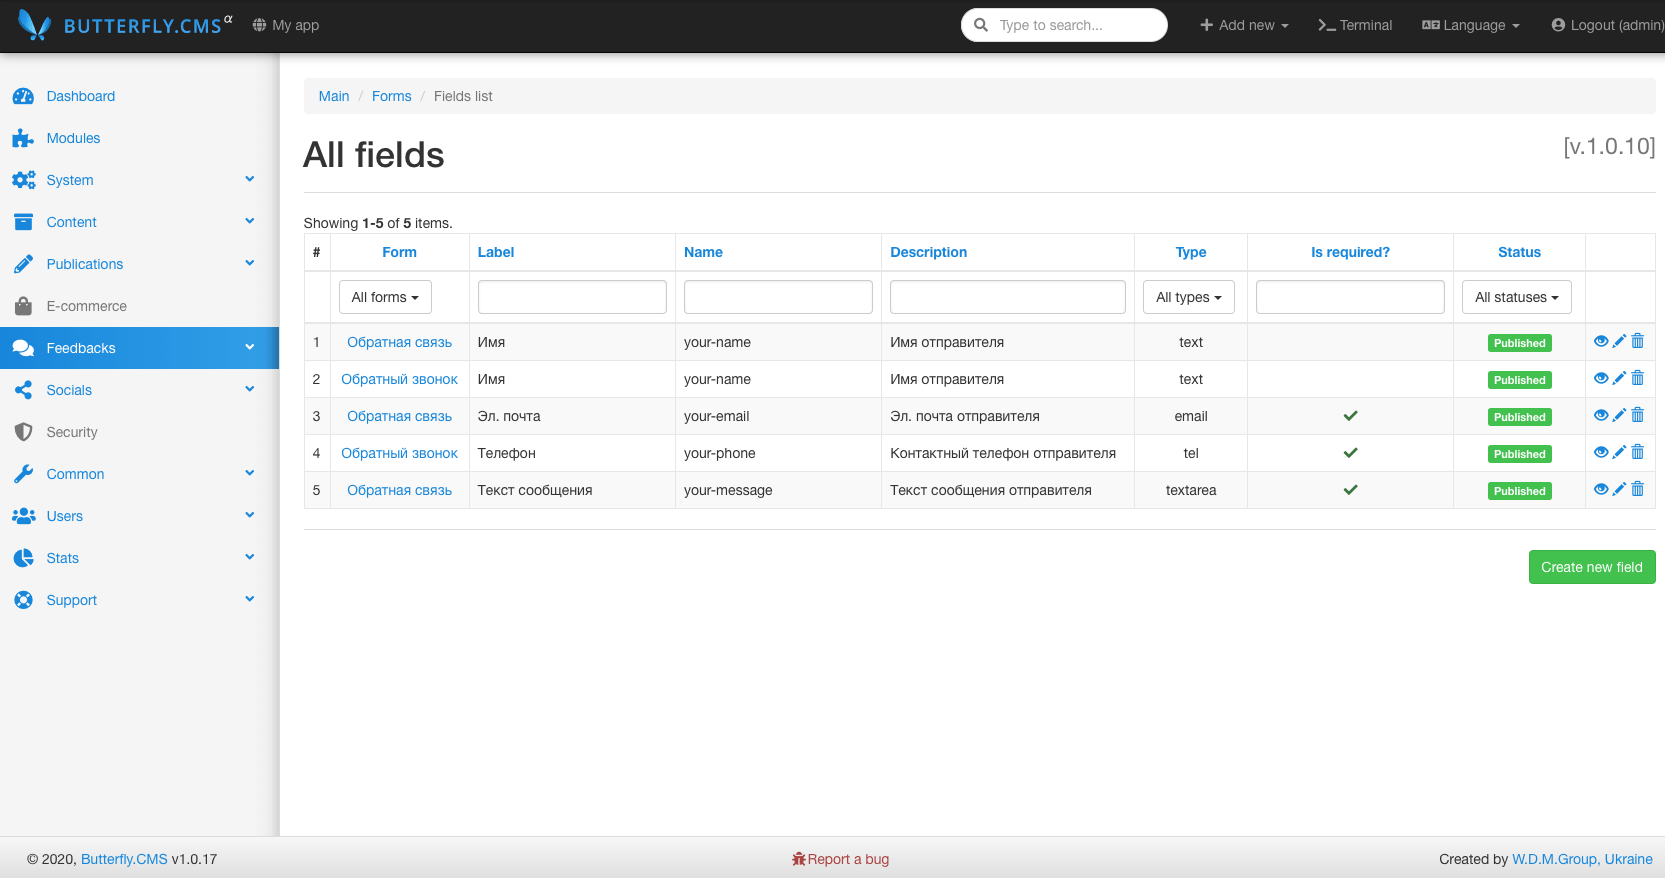 BUTTERFLY.CMS α My app Type to search... Add new Terminal Language Logout (admin)
Dashboard
Modules
System
Content
Publications
E-commerce
Feedbacks
Socials
Security
Common
Users
Stats
Support
Main / Forms / Fields list
All fields [v.1.0.10]
Showing 1-5 of 5 items.
# Form Label Name Description Type Is required? Status
All forms All types All statuses
1 Обратная связь Имя your-name Имя отправителя text Published
2 Обратный звонок Имя your-name Имя отправителя text Published
3 Обратная связь Эл. почта your-email Эл. почта отправителя email Published
4 Обратный звонок Телефон your-phone Контактный телефон отправителя tel Published
5 Обратная связь Текст сообщения your-message Текст сообщения отправителя textarea Published
Create new field
© 2020, Butterfly.CMS v1.0.17 Report a bug Created by W.D.M.Group, Ukraine